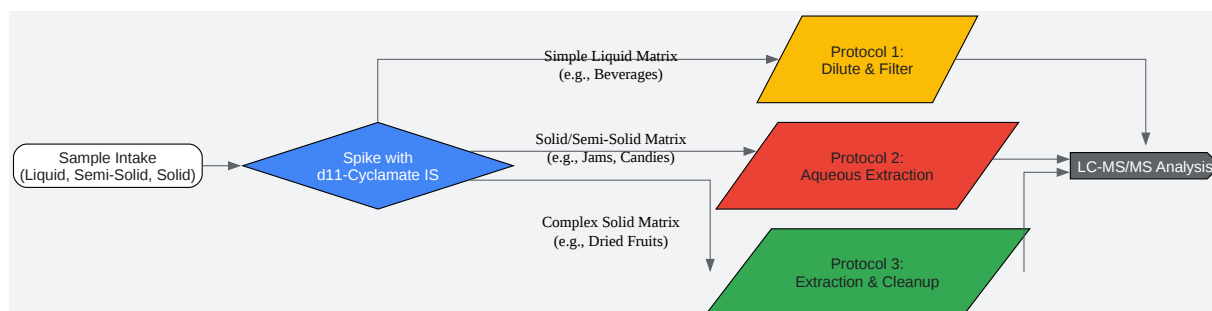 Sample Intake
(Liquid, Semi-Solid, Solid)
Spike with
d11-Cyclamate IS
Simple Liquid Matrix
(e.g., Beverages)
Protocol 1:
Dilute & Filter
Solid/Semi-Solid Matrix
(e.g., Jams, Candies)
Protocol 2:
Aqueous Extraction
Complex Solid Matrix
(e.g., Dried Fruits)
Protocol 3:
Extraction & Cleanup
LC-MS/MS Analysis